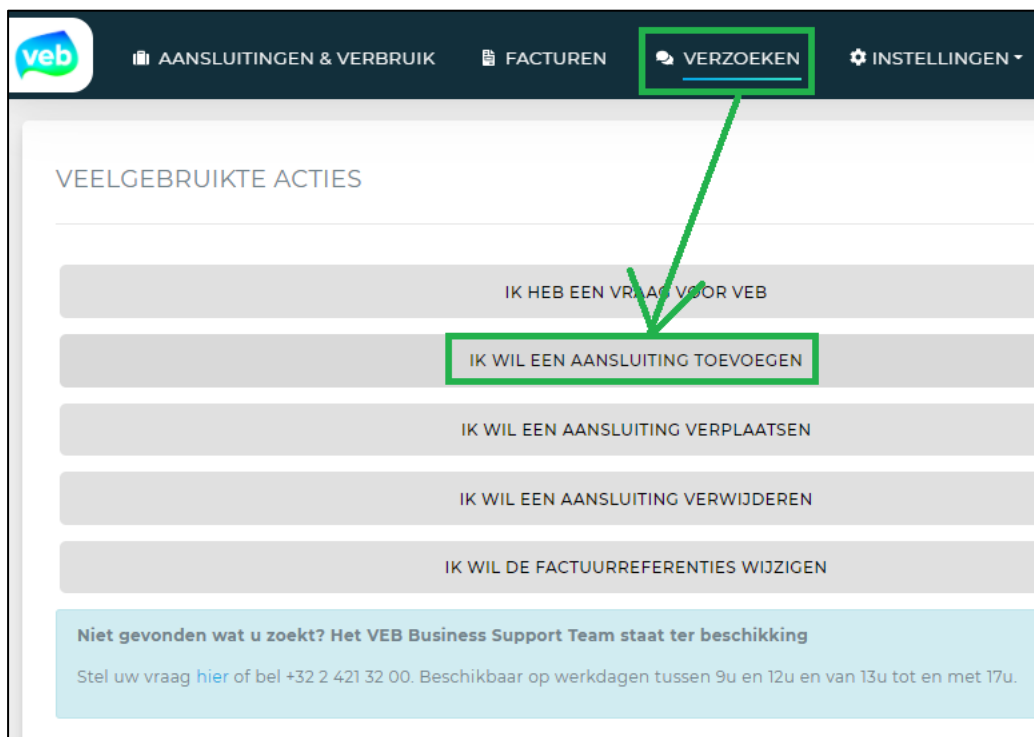 veb
AANSLUITINGEN & VERBRUIK FACTUREN VERZOEKEN INSTELLINGEN
VEELGEBRUIKTE ACTIES
IK HEB EEN VRAAG VOOR VEB
IK WIL EEN AANSLUITING TOEVOEGEN
IK WIL EEN AANSLUITING VERPLAATSEN
IK WIL EEN AANSLUITING VERWIJDEREN
IK WIL DE FACTUURREFERENTIES WIJZIGEN
Niet gevonden wat u zoekt? Het VEB Business Support Team staat ter beschikking
Stel uw vraag hier of bel +32 2 421 32 00. Beschikbaar op werkdagen tussen 9u en 12u en van 13u tot en met 17u.